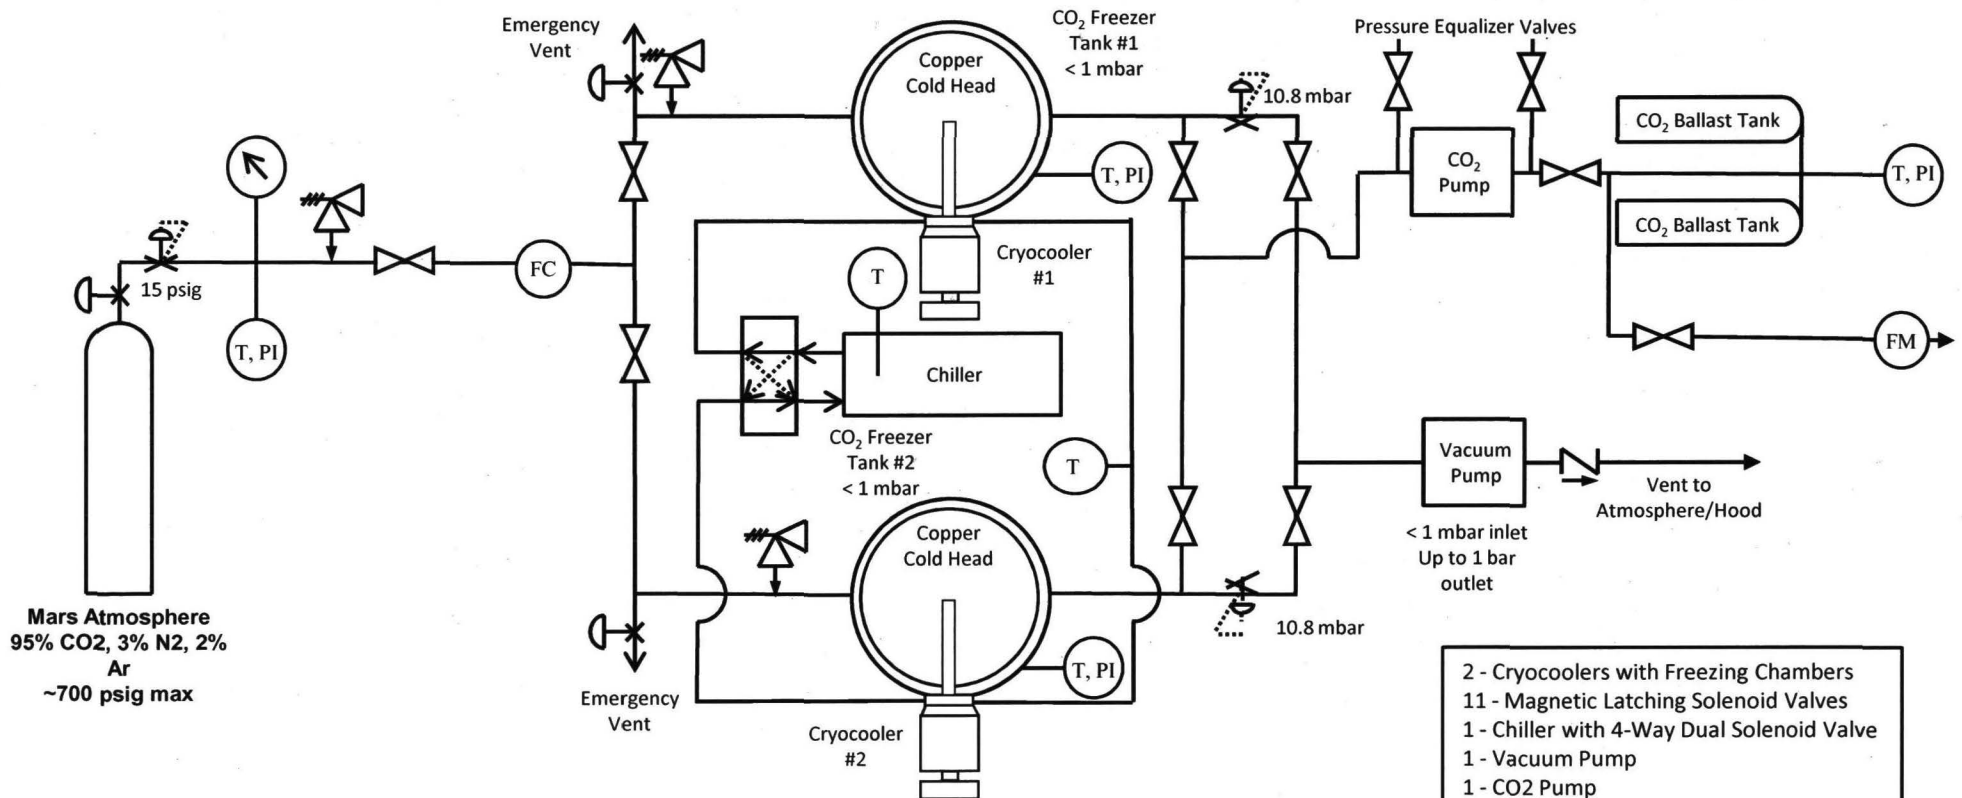 Emergency
Vent
CO2 Freezer
Tank #1
< 1 mbar
Copper
Cold Head
10.8 mbar
T, PI
Pressure Equalizer Valves
CO2
Pump
CO2 Ballast Tank
CO2 Ballast Tank
T, PI
FM
15 psig
T, PI
FC
Cryocooler
#1
T
Chiller
CO2 Freezer
Tank #2
< 1 mbar
T
Vacuum
Pump
Vent to
Atmosphere/Hood
< 1 mbar inlet
Up to 1 bar
outlet
Copper
Cold Head
10.8 mbar
T, PI
Emergency
Vent
Cryocooler
#2
Mars Atmosphere
95% CO2, 3% N2, 2%
Ar
~700 psig max
2 - Cryocoolers with Freezing Chambers
11 - Magnetic Latching Solenoid Valves
1 - Chiller with 4-Way Dual Solenoid Valve
1 - Vacuum Pump
1 - CO2 Pump